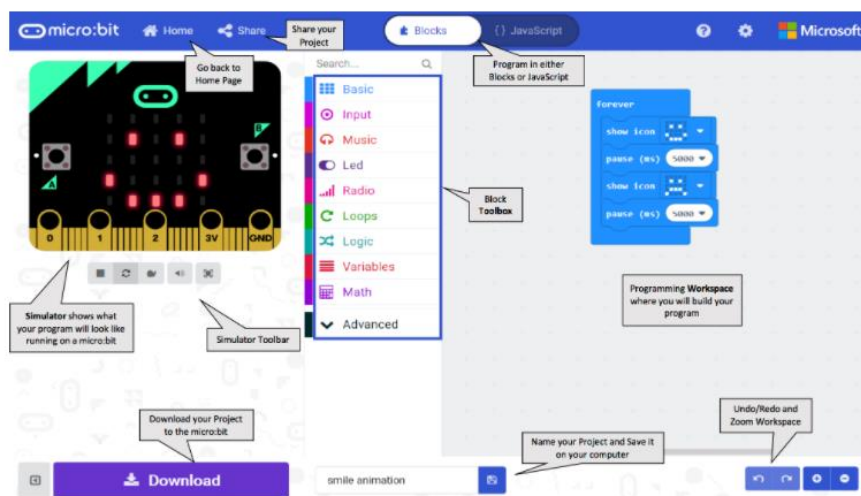 micro:bit
Home
Share
Share your
Project
Blocks
{} JavaScript
Microsoft
Go back to
Home Page
Program in either
Blocks or JavaScript
Search...
Basic
Input
Music
Led
Radio
Loops
Logic
Variables
Math
Advanced
Block
Toolbox
B
A
0
1
2
3V
GND
forever
show icon
pause (ms) 5000
show icon
pause (ms) 5000
Simulator shows what
your program will look like
running on a micro:bit
Simulator Toolbar
Programming Workspace
where you will build your
program
Download your Project
to the micro:bit
Name your Project and Save it
on your computer
Undo/Redo and
Zoom Workspace
Download
smile animation